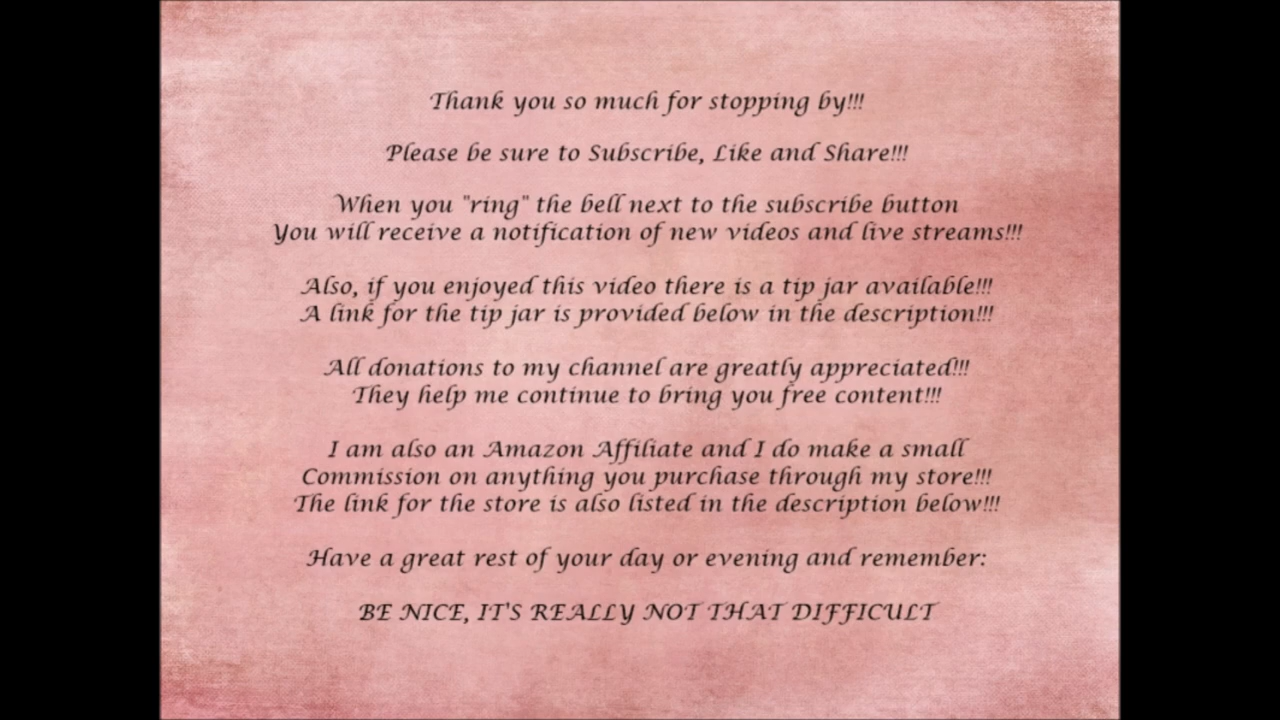 Thank you so much for stopping by!!!
Please be sure to Subscribe, Like and Share!!!
When you "ring" the bell next to the subscribe button
You will receive a notification of new videos and live streams!!!
Also, if you enjoyed this video there is a tip jar available!!!
A link for the tip jar is provided below in the description!!!
All donations to my channel are greatly appreciated!!!
They help me continue to bring you free content!!!
I am also an Amazon Affiliate and I do make a small
Commission on anything you purchase through my store!!!
The link for the store is also listed in the description below!!!
Have a great rest of your day or evening and remember:
BE NICE, IT'S REALLY NOT THAT DIFFICULT